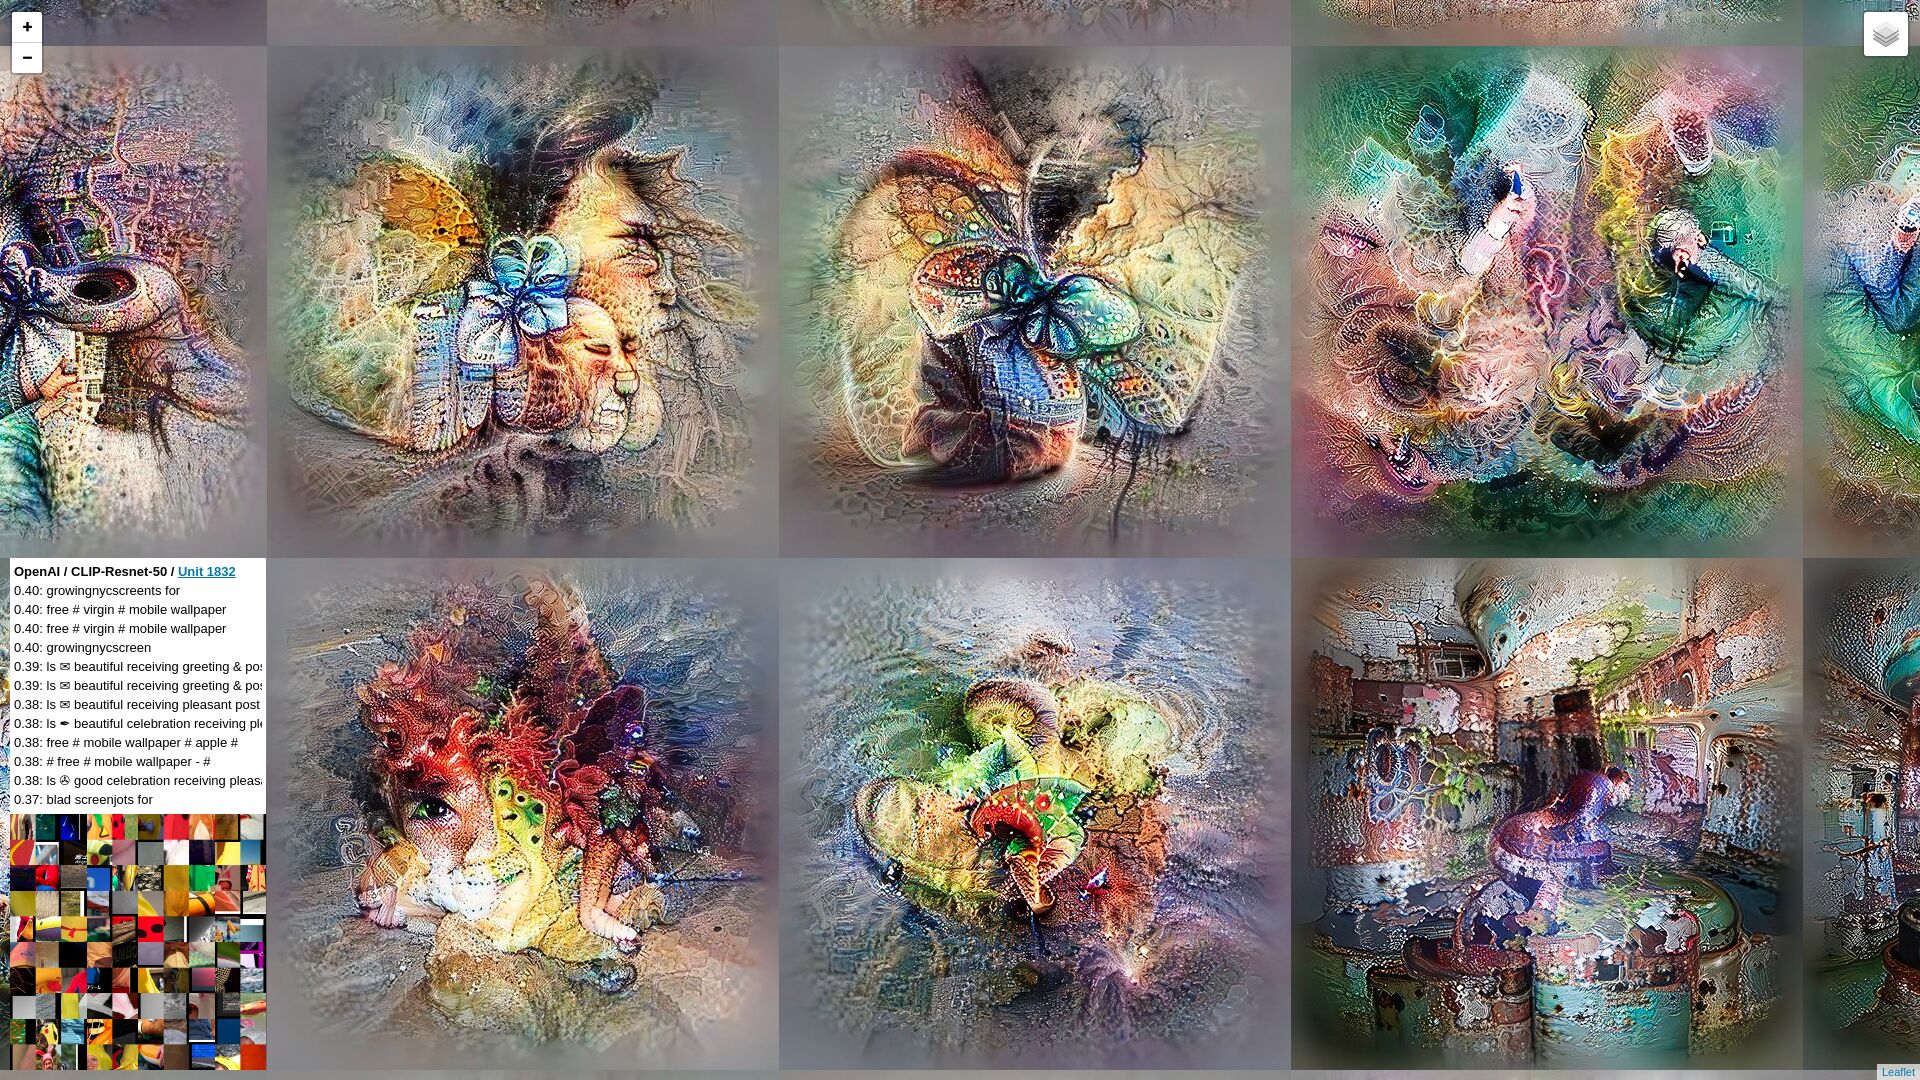 +
−
OpenAI / CLIP-Resnet-50 / Unit 1832
0.40: growingnycscreents for
0.40: free # virgin # mobile wallpaper
0.40: free # virgin # mobile wallpaper
0.40: growingnycscreen
0.39: ls ✉ beautiful receiving greeting & pos
0.39: ls ✉ beautiful receiving greeting & pos
0.38: ls ✉ beautiful receiving pleasant post
0.38: ls ✒ beautiful celebration receiving ple
0.38: free # mobile wallpaper # apple #
0.38: # free # mobile wallpaper - #
0.38: ls ✇ good celebration receiving pleasa
0.37: blad screenjots for
Leaflet